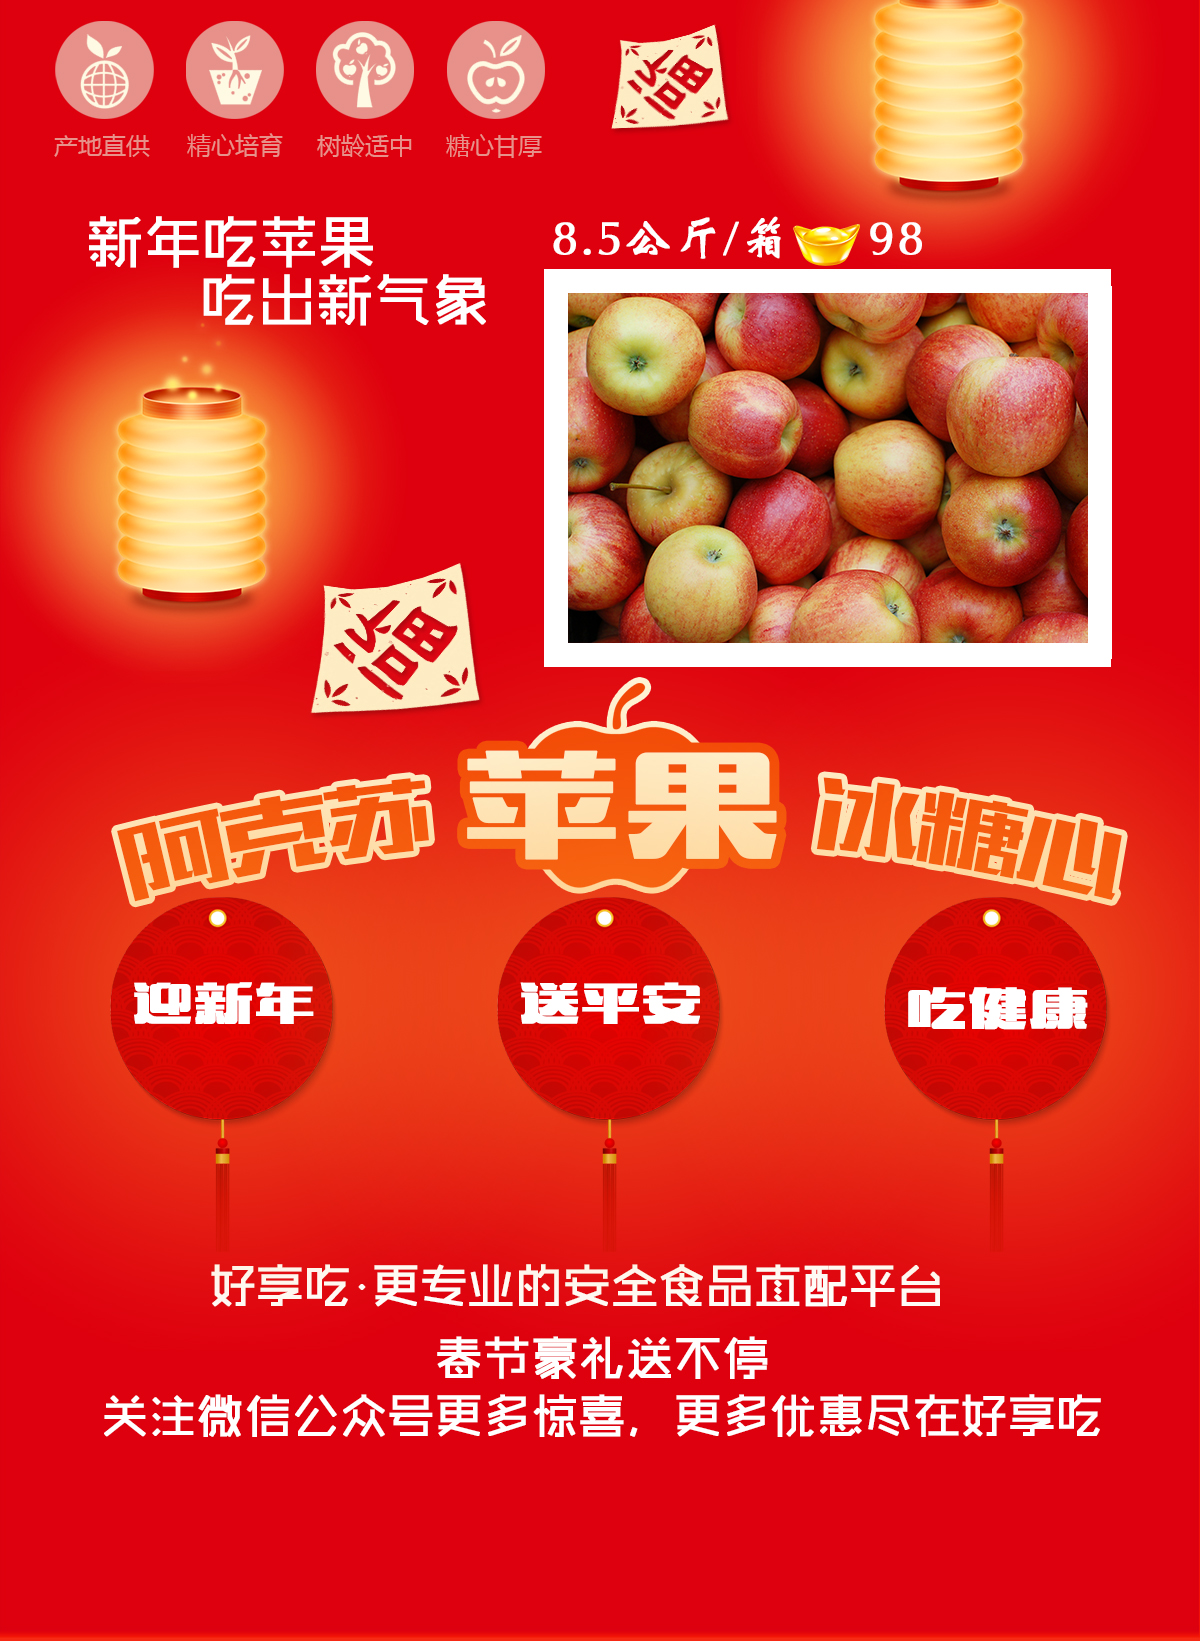 产地直供 精心培育 树龄适中 糖心甘厚
福
新年吃苹果
吃出新气象
8.5公斤/箱 98
福
阿克苏 苹果 冰糖心
迎新年 送平安 吃健康
好享吃·更专业的安全食品直配平台
春节豪礼送不停
关注微信公众号更多惊喜，更多优惠尽在好享吃